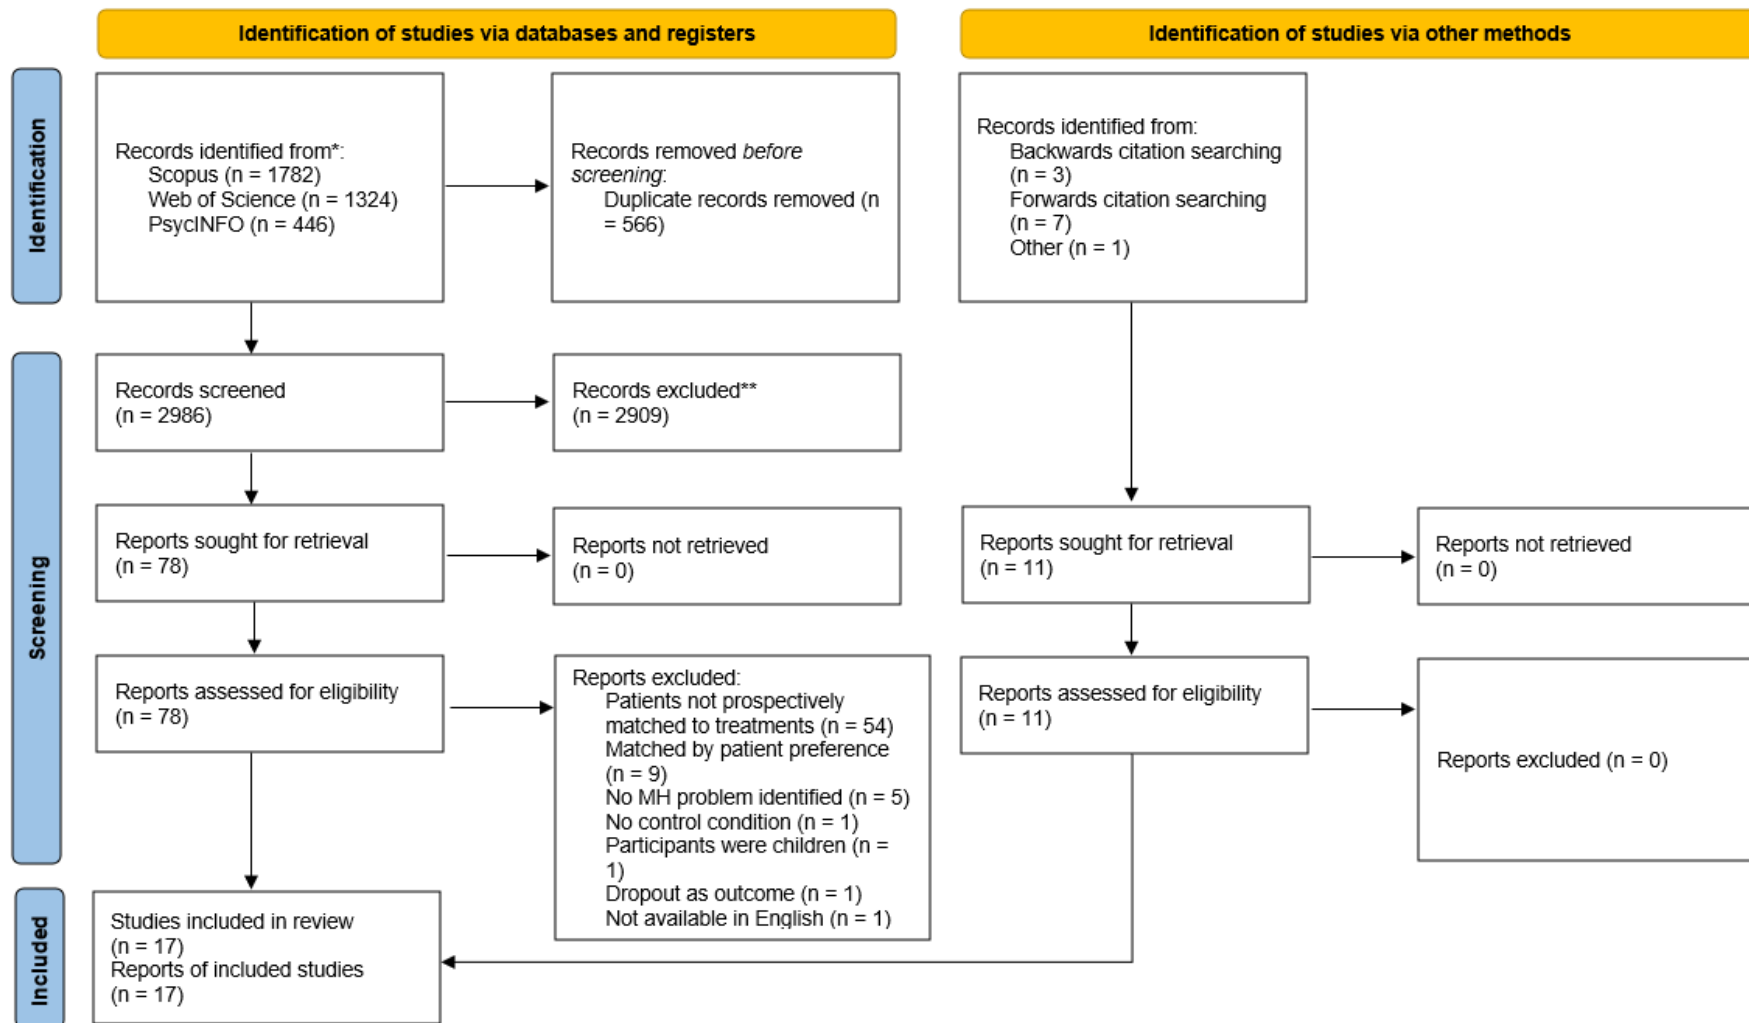 Identification of studies via databases and registers
Identification of studies via other methods
Identification
Records identified from*:
Scopus (n = 1782)
Web of Science (n = 1324)
PsycINFO (n = 446)
Records removed before
screening:
Duplicate records removed (n
= 566)
Records identified from:
Backwards citation searching
(n = 3)
Forwards citation searching
(n = 7)
Other (n = 1)
Screening
Records screened
(n = 2986)
Records excluded**
(n = 2909)
Reports sought for retrieval
(n = 78)
Reports not retrieved
(n = 0)
Reports sought for retrieval
(n = 11)
Reports not retrieved
(n = 0)
Reports assessed for eligibility
(n = 78)
Reports excluded:
Patients not prospectively
matched to treatments (n = 54)
Matched by patient preference
(n = 9)
No MH problem identified (n = 5)
No control condition (n = 1)
Participants were children (n =
1)
Dropout as outcome (n = 1)
Not available in English (n = 1)
Reports assessed for eligibility
(n = 11)
Reports excluded (n = 0)
Included
Studies included in review
(n = 17)
Reports of included studies
(n = 17)